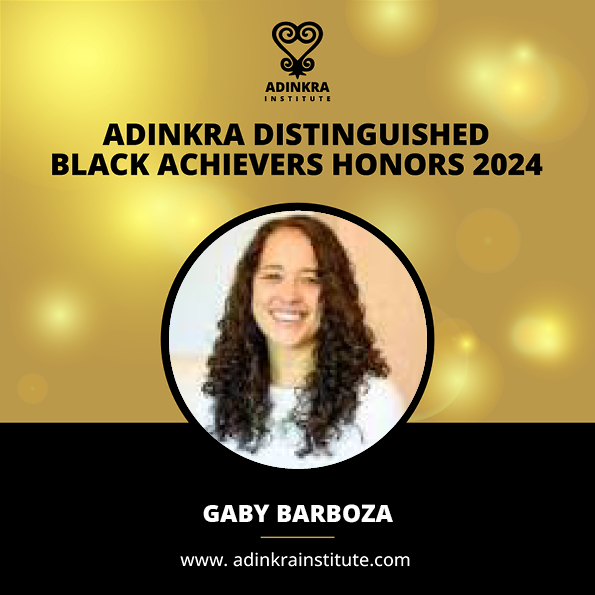 ADINKRA
INSTITUTE
ADINKRA DISTINGUISHED
BLACK ACHIEVERS HONORS 2024
GABY BARBOZA
www. adinkrainstitute.com